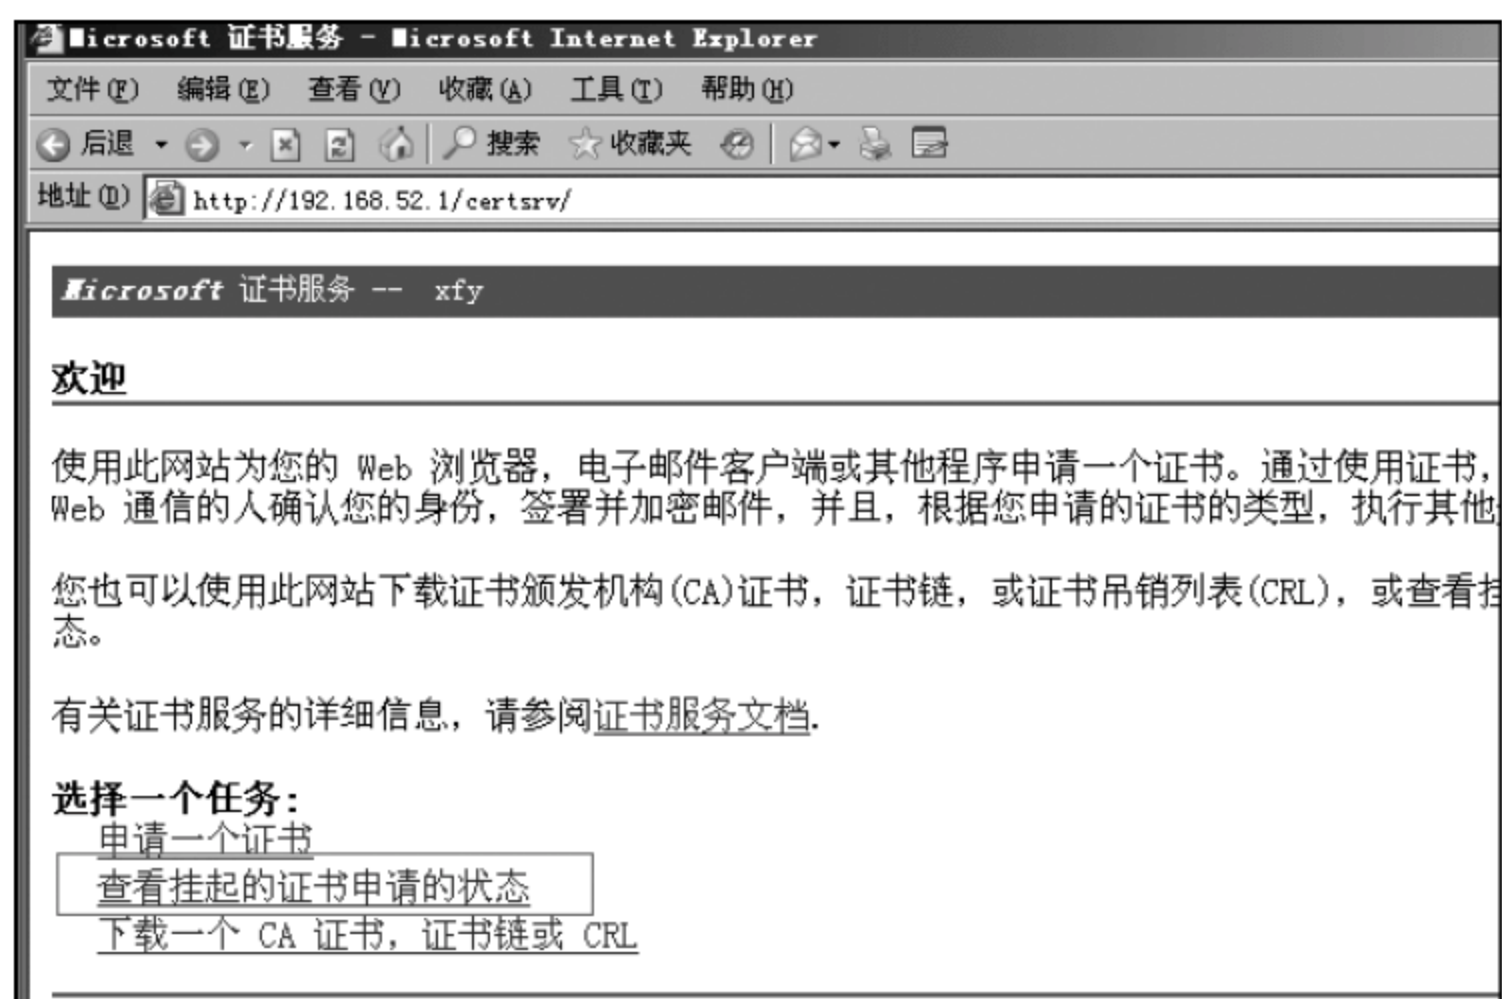 Microsoft 证书服务 - Microsoft Internet Explorer
文件(F) 编辑(E) 查看(V) 收藏(A) 工具(T) 帮助(H)
后退 搜索 收藏夹
地址(D) http://192.168.52.1/certsrv/
Microsoft 证书服务 -- xfy
欢迎
使用此网站为您的 Web 浏览器，电子邮件客户端或其他程序申请一个证书。通过使用证书，
Web 通信的人确认您的身份，签署并加密邮件，并且，根据您申请的证书的类型，执行其他
您也可以使用此网站下载证书颁发机构(CA)证书，证书链，或证书吊销列表(CRL)，或查看挂
态。
有关证书服务的详细信息，请参阅证书服务文档.
选择一个任务:
申请一个证书
查看挂起的证书申请的状态
下载一个 CA 证书，证书链或 CRL